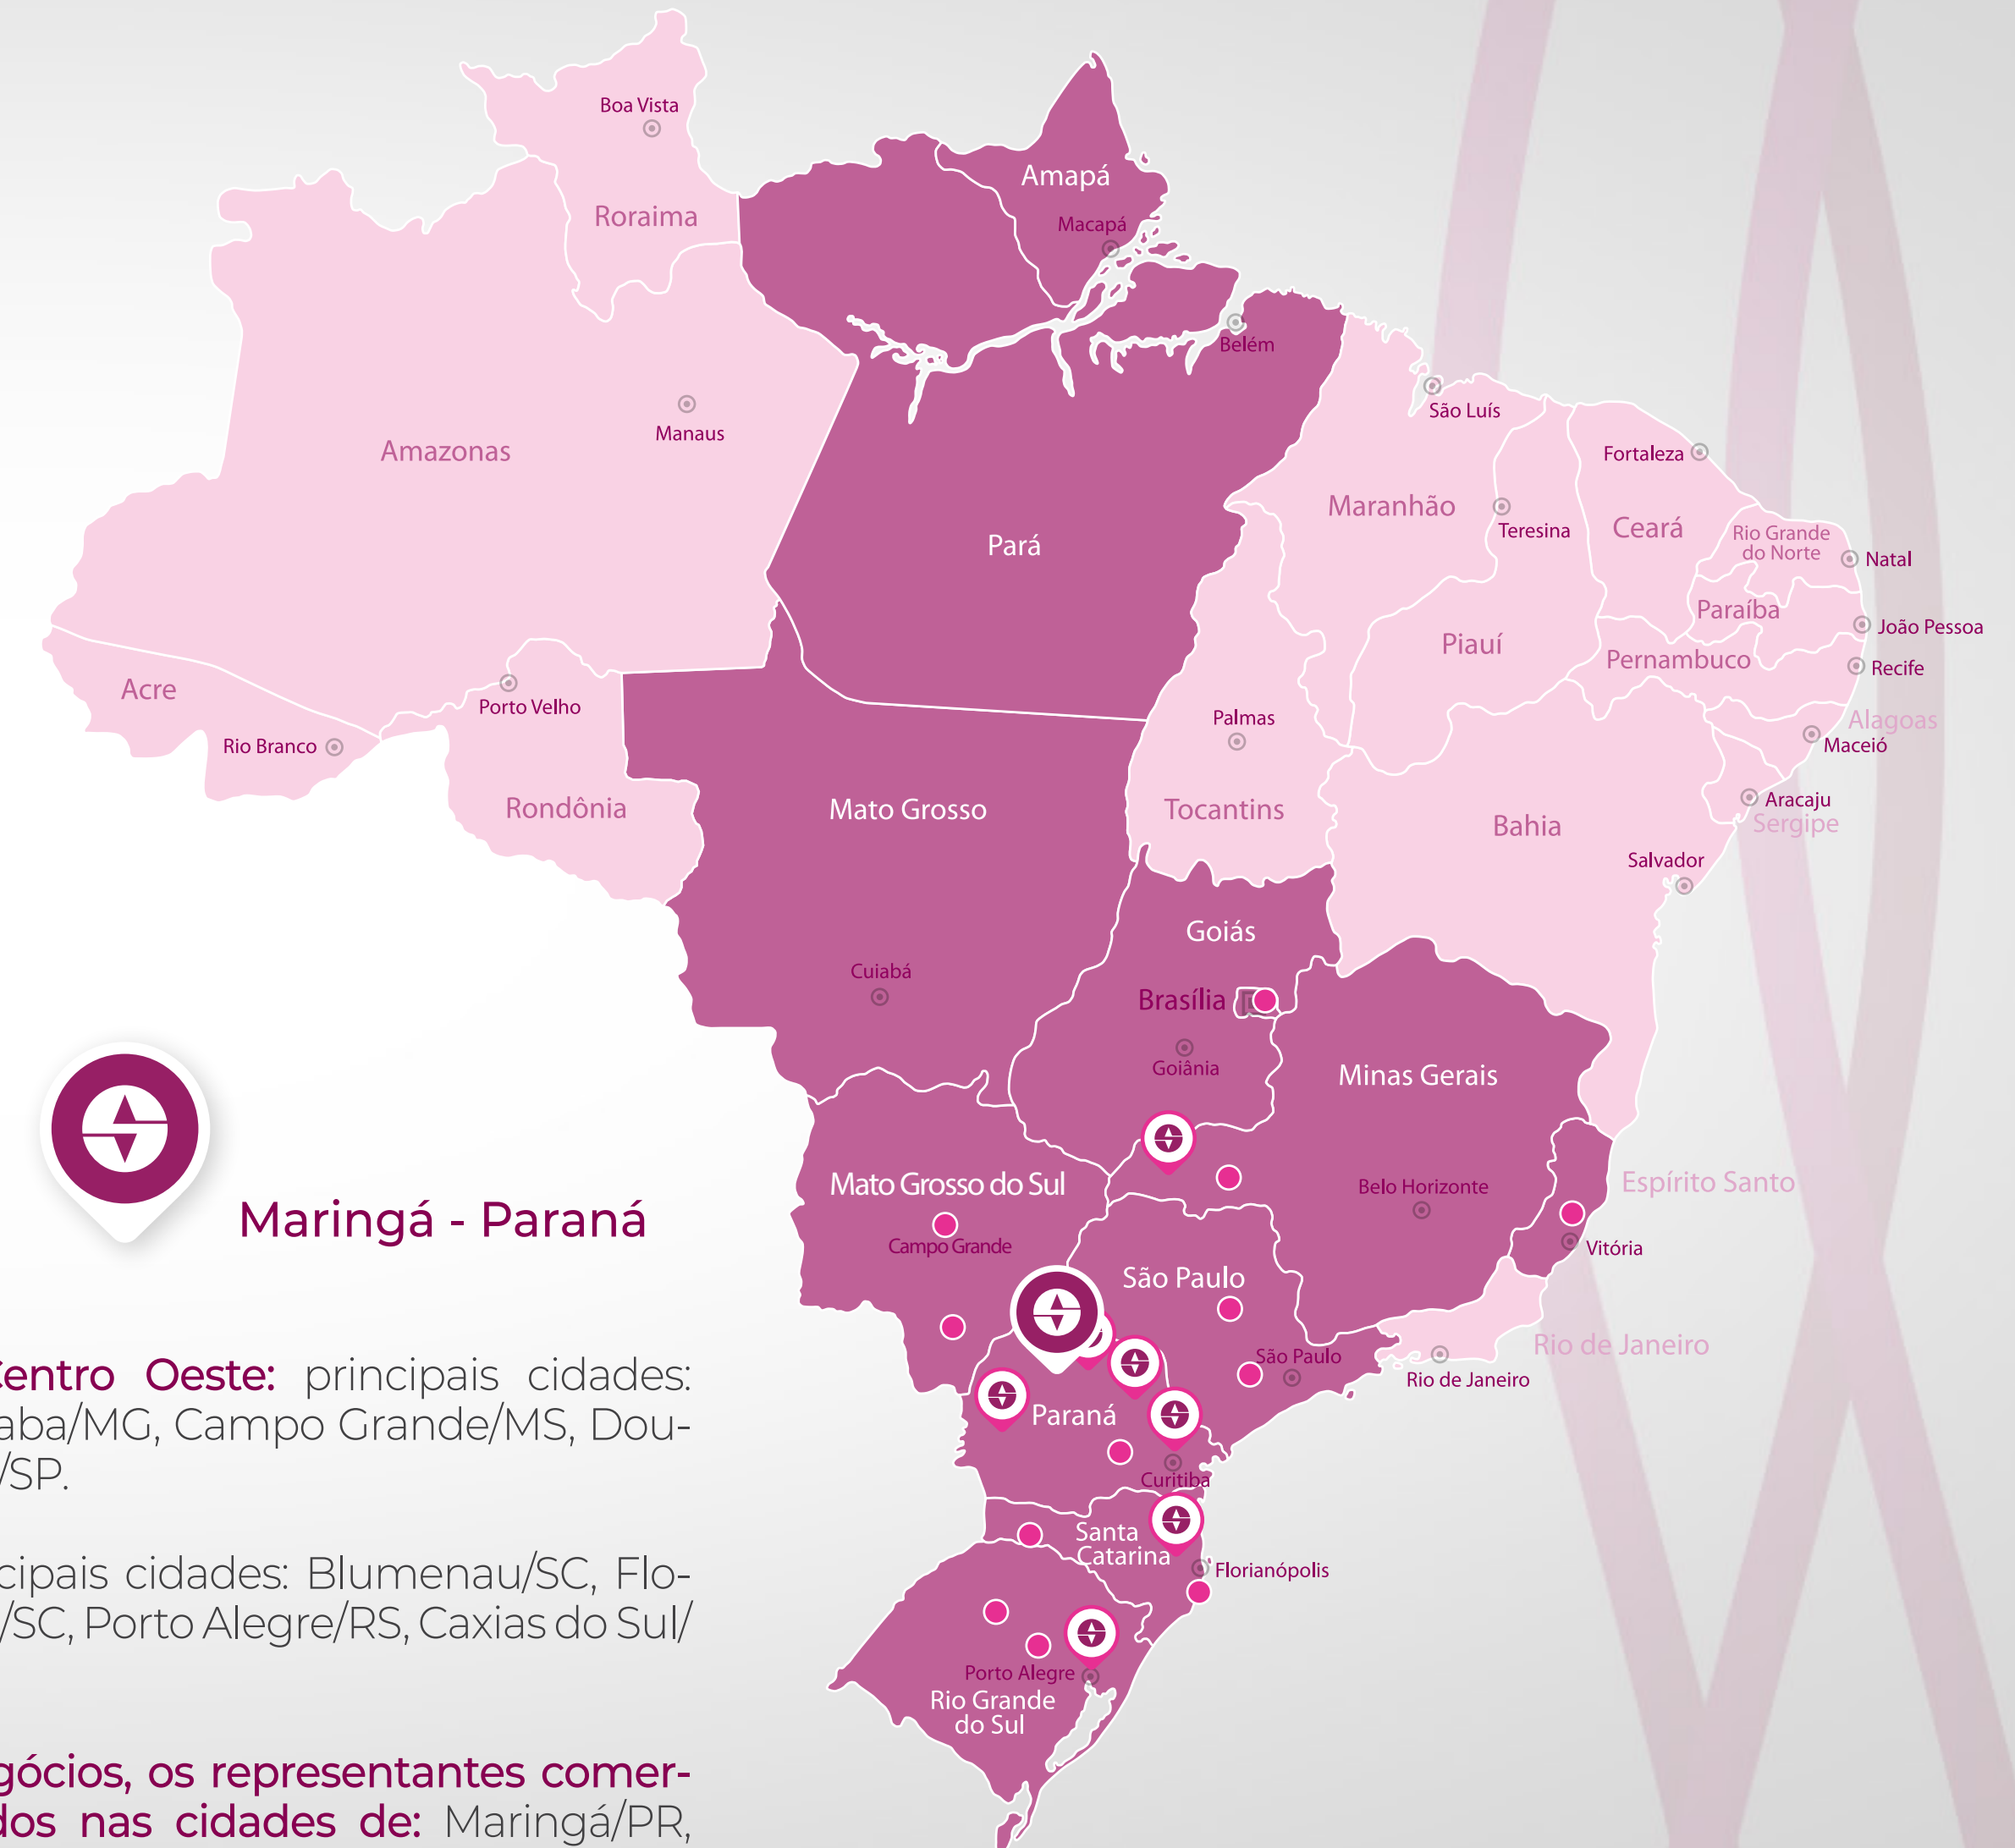 Boa Vista
Roraima
Amapá
Macapá
Belém
Manaus
Amazonas
São Luís
Fortaleza
Maranhão
Teresina
Ceará
Rio Grande
do Norte
Natal
Pará
Paraíba
João Pessoa
Piauí
Pernambuco
Recife
Acre
Porto Velho
Rio Branco
Palmas
Alagoas
Maceió
Rondônia
Mato Grosso
Tocantins
Aracaju
Sergipe
Bahia
Salvador
Goiás
Cuiabá
Brasília
Goiânia
Minas Gerais
Mato Grosso do Sul
Belo Horizonte
Espírito Santo
Maringá - Paraná
Campo Grande
Vitória
São Paulo
Rio de Janeiro
São Paulo
Rio de Janeiro
Paraná
Curitiba
Santa
Catarina
Florianópolis
Porto Alegre
Rio Grande
do Sul
Centro Oeste: principais cidades:
aba/MG, Campo Grande/MS, Dou-
/SP.
cipais cidades: Blumenau/SC, Flo-
/SC, Porto Alegre/RS, Caxias do Sul/
gócios, os representantes comer-
dos nas cidades de: Maringá/PR,